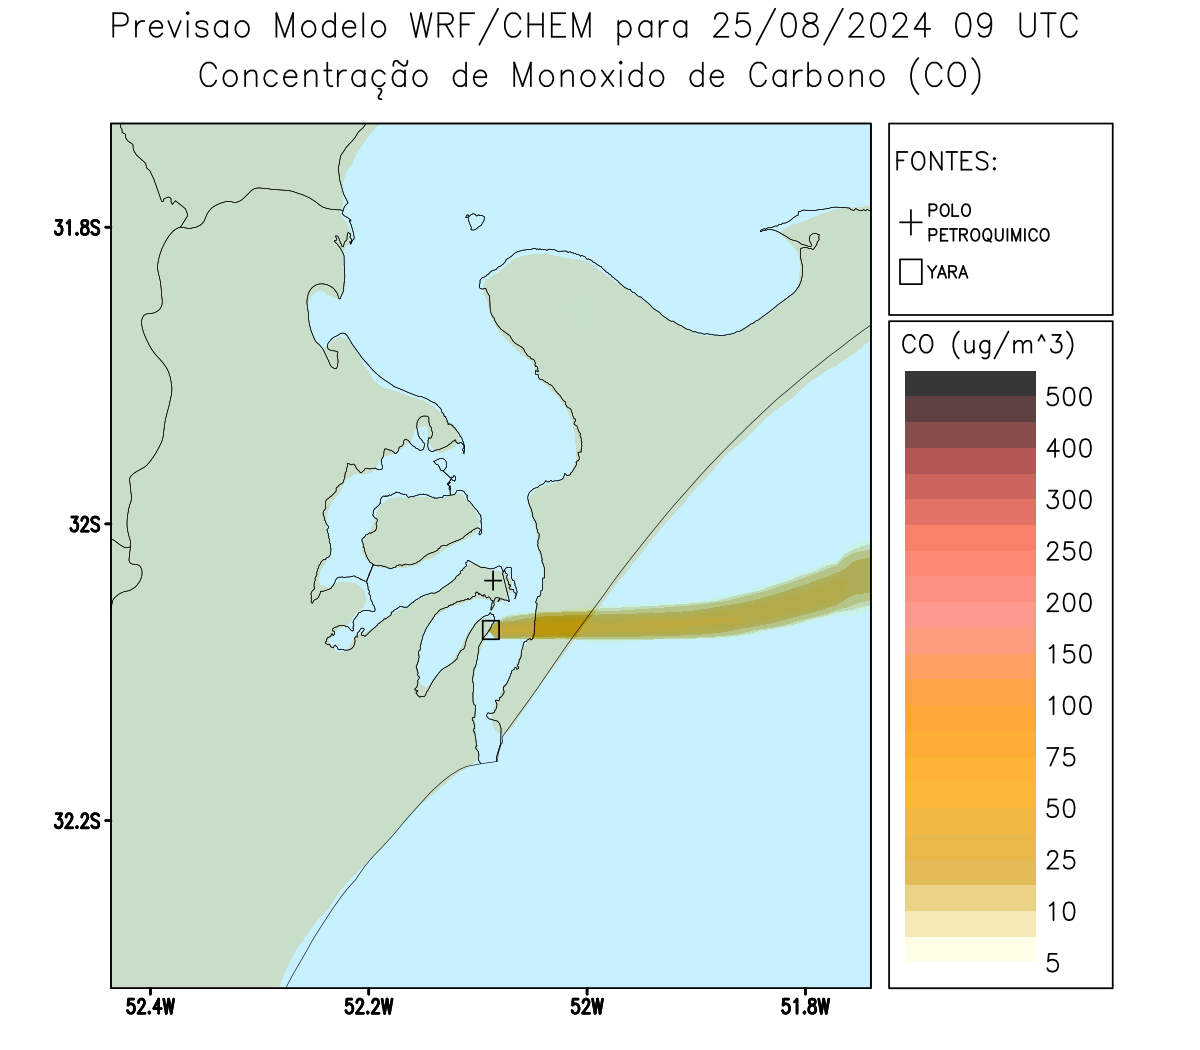 Previsao Modelo WRF/CHEM para 25/08/2024 09 UTC
Concentração de Monoxido de Carbono (CO)
FONTES:
POLO
PETROQUIMICO
YARA
CO (ug/m^3)
500
400
300
250
200
150
100
75
50
25
10
5
31.8S
32S
32.2S
52.4W
52.2W
52W
51.8W